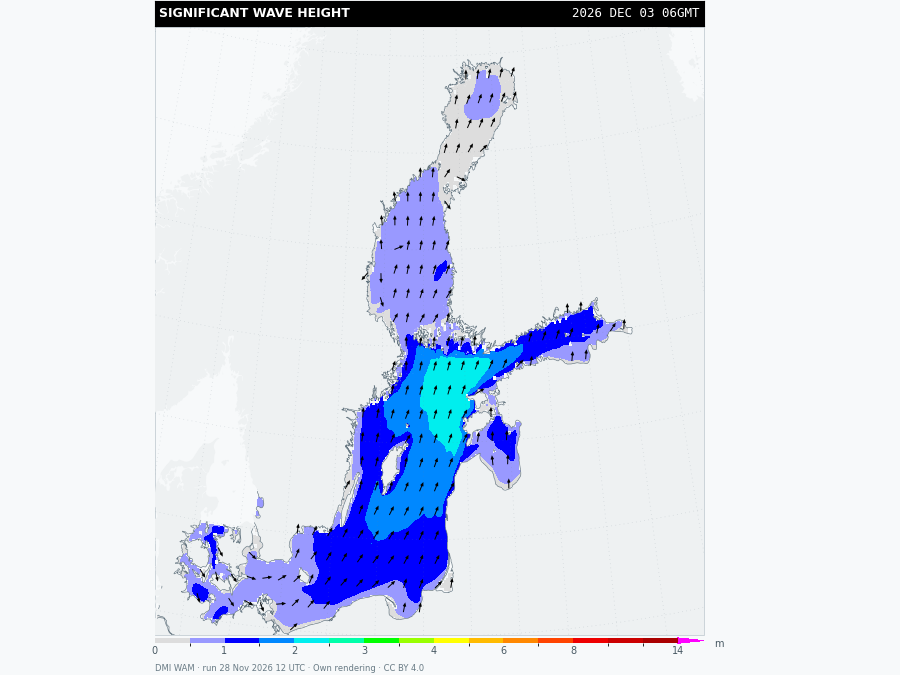 SIGNIFICANT WAVE HEIGHT 2026 DEC 03 06GMT
0 1 2 3 4 6 8 14 m
DMI WAM · run 28 Nov 2026 12 UTC · Own rendering · CC BY 4.0